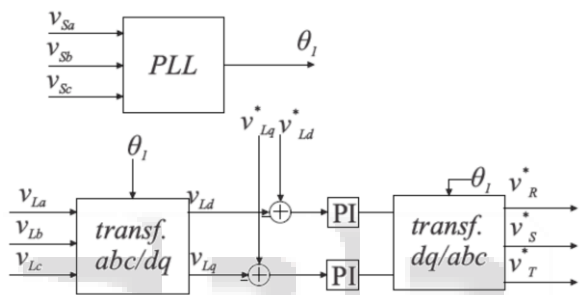 v_Sa
v_Sb
v_Sc
PLL
θ_1
v*_Lq v*_Ld
θ_1
v_La
v_Lb
v_Lc
transf.
abc/dq
v_Ld
v_Lq
PI
PI
θ_1
transf.
dq/abc
v*_R
v*_S
v*_T